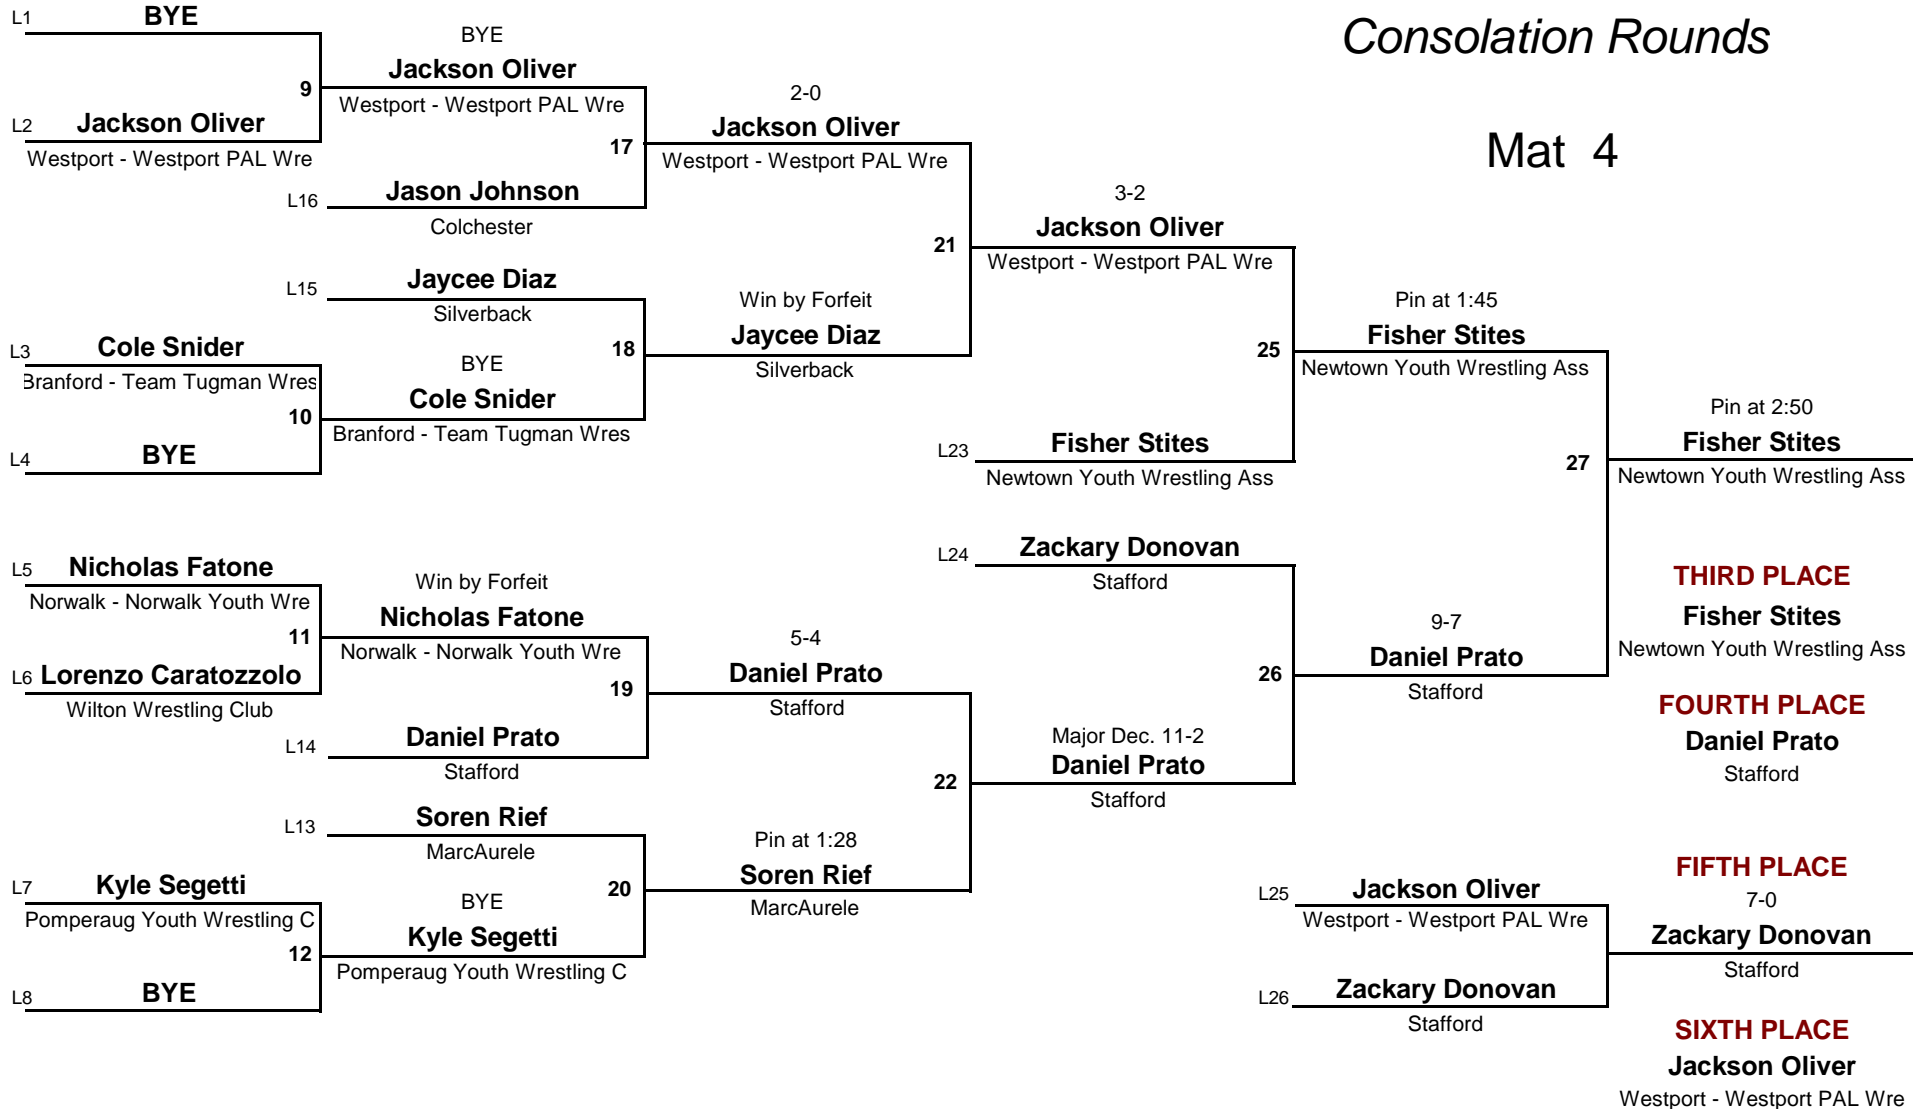 Consolation Rounds
Mat 4
L1
BYE
9
L2
Jackson Oliver
Westport - Westport PAL Wre
L3
Cole Snider
Branford - Team Tugman Wres
10
L4
BYE
L5
Nicholas Fatone
Norwalk - Norwalk Youth Wre
11
L6
Lorenzo Caratozzolo
Wilton Wrestling Club
L7
Kyle Segetti
Pomperaug Youth Wrestling C
12
L8
BYE
BYE
Jackson Oliver
Westport - Westport PAL Wre
17
L16
Jason Johnson
Colchester
L15
Jaycee Diaz
Silverback
18
BYE
Cole Snider
Branford - Team Tugman Wres
Win by Forfeit
Nicholas Fatone
Norwalk - Norwalk Youth Wre
19
L14
Daniel Prato
Stafford
L13
Soren Rief
MarcAurele
20
BYE
Kyle Segetti
Pomperaug Youth Wrestling C
2-0
Jackson Oliver
Westport - Westport PAL Wre
21
Win by Forfeit
Jaycee Diaz
Silverback
5-4
Daniel Prato
Stafford
22
Pin at 1:28
Soren Rief
MarcAurele
3-2
Jackson Oliver
Westport - Westport PAL Wre
25
L23
Fisher Stites
Newtown Youth Wrestling Ass
L24
Zackary Donovan
Stafford
26
Major Dec. 11-2
Daniel Prato
Stafford
Pin at 1:45
Fisher Stites
Newtown Youth Wrestling Ass
27
9-7
Daniel Prato
Stafford
Pin at 2:50
Fisher Stites
Newtown Youth Wrestling Ass
THIRD PLACE
Fisher Stites
Newtown Youth Wrestling Ass
FOURTH PLACE
Daniel Prato
Stafford
L25
Jackson Oliver
Westport - Westport PAL Wre
L26
Zackary Donovan
Stafford
FIFTH PLACE
7-0
Zackary Donovan
Stafford
SIXTH PLACE
Jackson Oliver
Westport - Westport PAL Wre